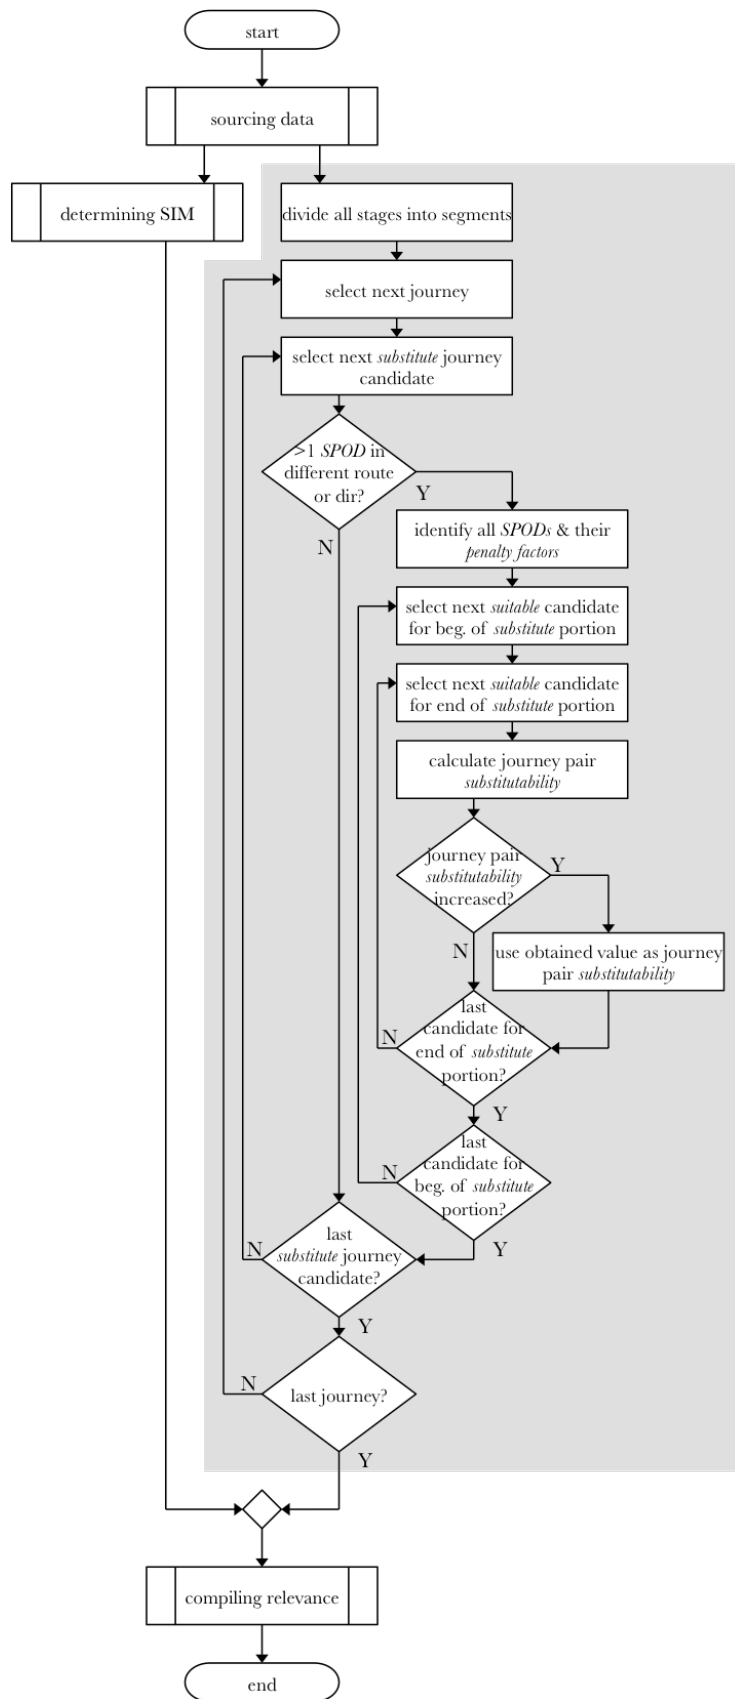 start
sourcing data
determining SIM
divide all stages into segments
select next journey
select next substitute journey
candidate
>1 SPOD in
different route
or dir?
Y
N
identify all SPODs & their
penalty factors
select next suitable candidate
for beg. of substitute portion
select next suitable candidate
for end of substitute portion
calculate journey pair
substitutability
journey pair
substitutability
increased?
Y
N
use obtained value as journey
pair substitutability
last
candidate for
end of substitute
portion?
N
Y
last
candidate for
beg. of substitute
portion?
N
Y
last
substitute journey
candidate?
N
Y
last journey?
N
Y
compiling relevance
end